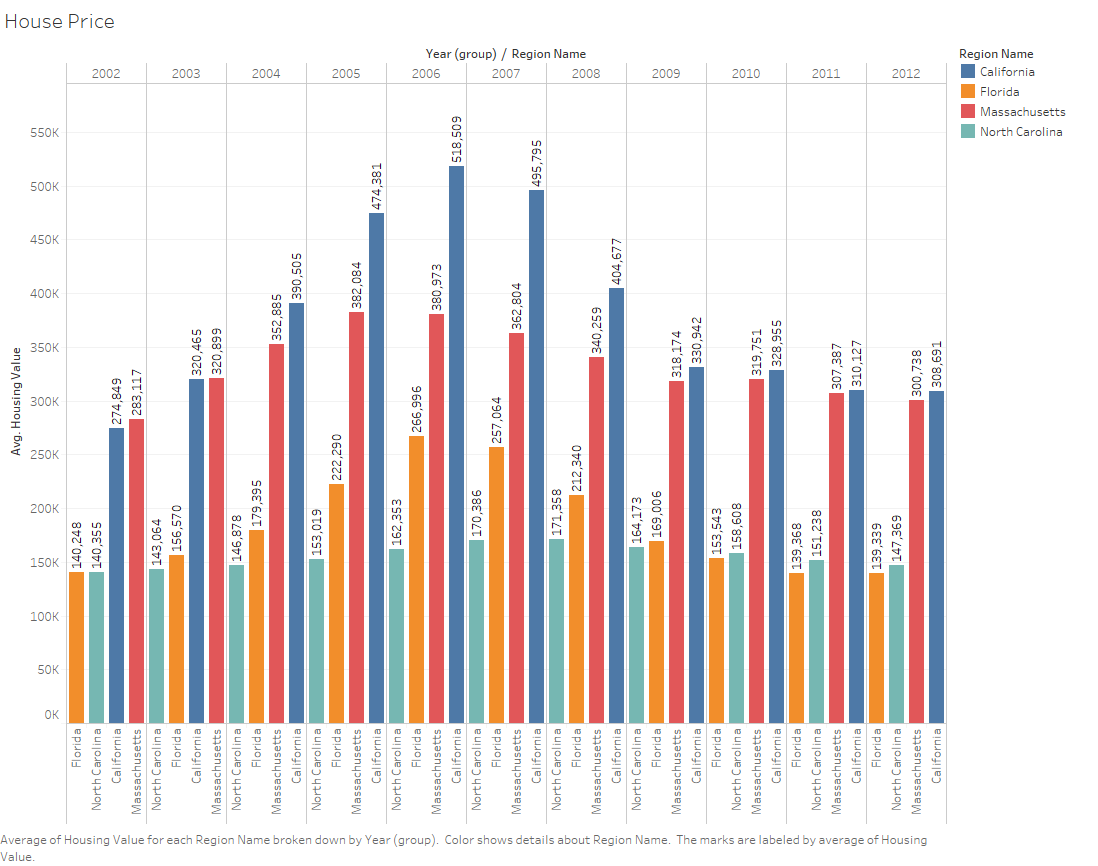 House Price
Year (group) / Region Name
Region Name
2002 2003 2004 2005 2006 2007 2008 2009 2010 2011 2012
California
Florida
Massachusetts
North Carolina
Avg. Housing Value
550K
500K
450K
400K
350K
300K
250K
200K
150K
100K
50K
0K
140,248 140,355 274,849 283,117
143,064 156,570 320,465 320,899
146,878 179,395 352,885 390,505
153,019 222,290 382,084 474,381
162,353 266,996 380,973 518,509
170,386 257,064 362,804 495,795
171,358 212,340 340,259 404,677
164,173 169,006 318,174 330,942
153,543 158,608 319,751 328,955
139,368 151,238 307,387 310,127
139,339 147,369 300,738 308,691
Florida North Carolina California Massachusetts
North Carolina Florida California Massachusetts
North Carolina Florida Massachusetts California
North Carolina Florida Massachusetts California
North Carolina Florida Massachusetts California
North Carolina Florida Massachusetts California
North Carolina Florida Massachusetts California
North Carolina Florida Massachusetts California
Florida North Carolina Massachusetts California
Florida North Carolina Massachusetts California
Florida North Carolina Massachusetts California
Average of Housing Value for each Region Name broken down by Year (group). Color shows details about Region Name. The marks are labeled by average of Housing
Value.